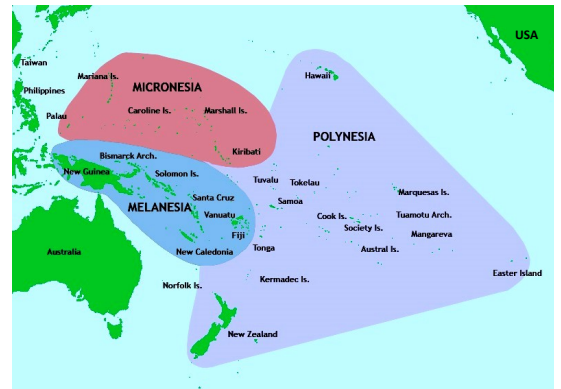 USA
Taiwan
Hawaii
Mariana Is.
MICRONESIA
Philippines
Caroline Is.
Marshall Is.
Palau
POLYNESIA
Kiribati
Bismarck Arch.
New Guinea
Solomon Is.
Tuvalu
Tokelau
Marquesas Is.
Santa Cruz
Samoa
MELANESIA
Vanuatu
Cook Is.
Tuamotu Arch.
Society Is.
Fiji
Mangareva
Australia
New Caledonia
Tonga
Austral Is.
Easter Island
Norfolk Is.
Kermadec Is.
New Zealand